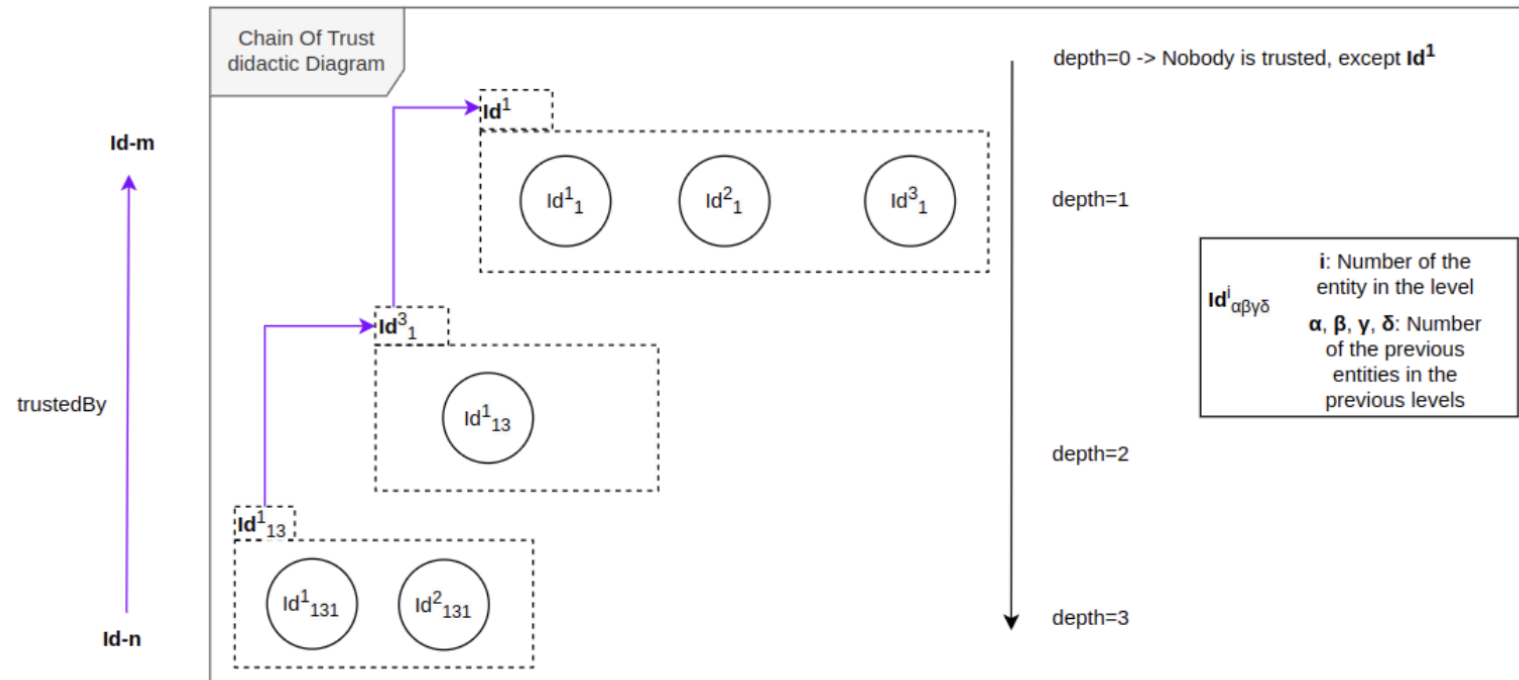 Chain Of Trust
didactic Diagram
depth=0 -> Nobody is trusted, except Id¹
Id¹
Id-m
Id¹₁
Id²₁
Id³₁
depth=1
i: Number of the
entity in the level
Idⁱαβγδ
α, β, γ, δ: Number
of the previous
entities in the
previous levels
Id³₁
trustedBy
Id¹₁₃
depth=2
Id¹₁₃
Id¹₁₃₁
Id²₁₃₁
depth=3
Id-n